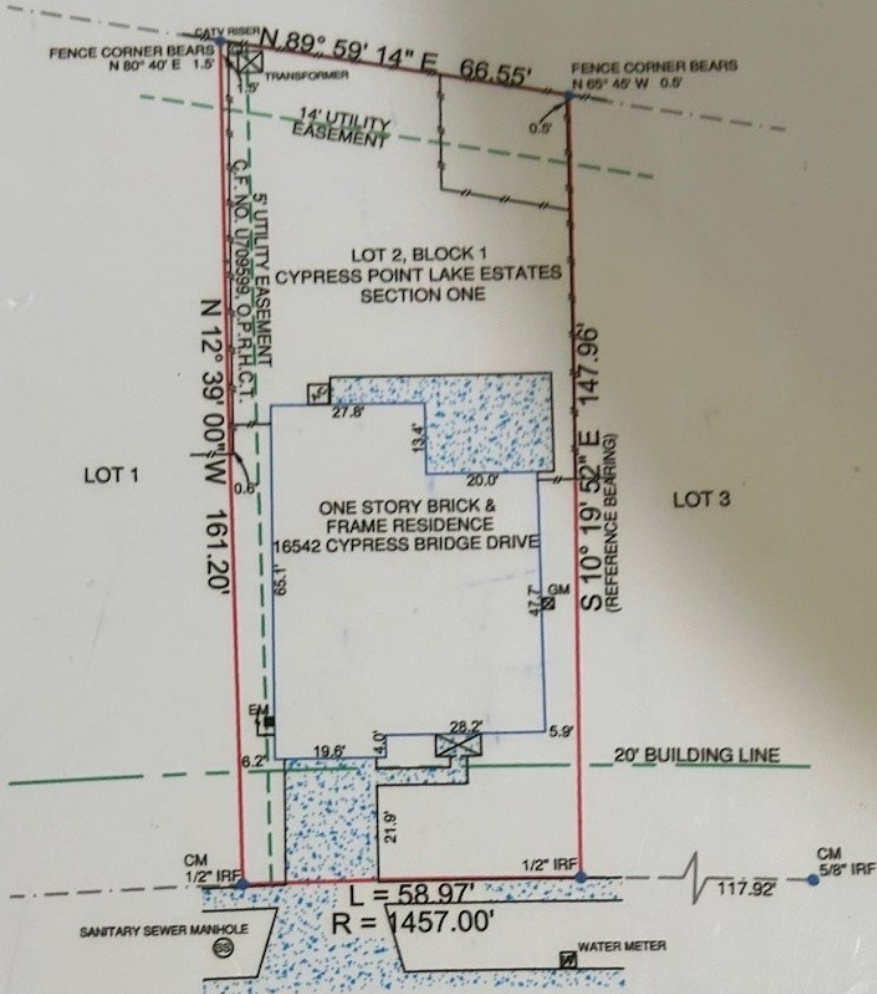 CATV RISER
N 89° 59' 14" E 66.55'
FENCE CORNER BEARS
N 80° 40' E 1.5'
TRANSFORMER
1.5'
FENCE CORNER BEARS
N 65° 45' W 0.5'
0.5'
14' UTILITY
EASEMENT
5' UTILITY EASEMENT
C.F. NO. U709599, O.P.R.H.C.T.
LOT 2, BLOCK 1
CYPRESS POINT LAKE ESTATES
SECTION ONE
N 12° 39' 00" W 161.20'
S 10° 19' 52" E 147.96'
(REFERENCE BEARING)
27.8'
13.4'
20.0'
LOT 1
0.6'
LOT 3
ONE STORY BRICK &
FRAME RESIDENCE
16542 CYPRESS BRIDGE DRIVE
65.1'
47.7'
GM
EM
28.2'
5.9'
4.0'
19.6'
6.2'
20' BUILDING LINE
21.9'
CM
1/2" IRF
1/2" IRF
CM
5/8" IRF
117.92'
L = 58.97'
R = 1457.00'
SANITARY SEWER MANHOLE
SS
WATER METER